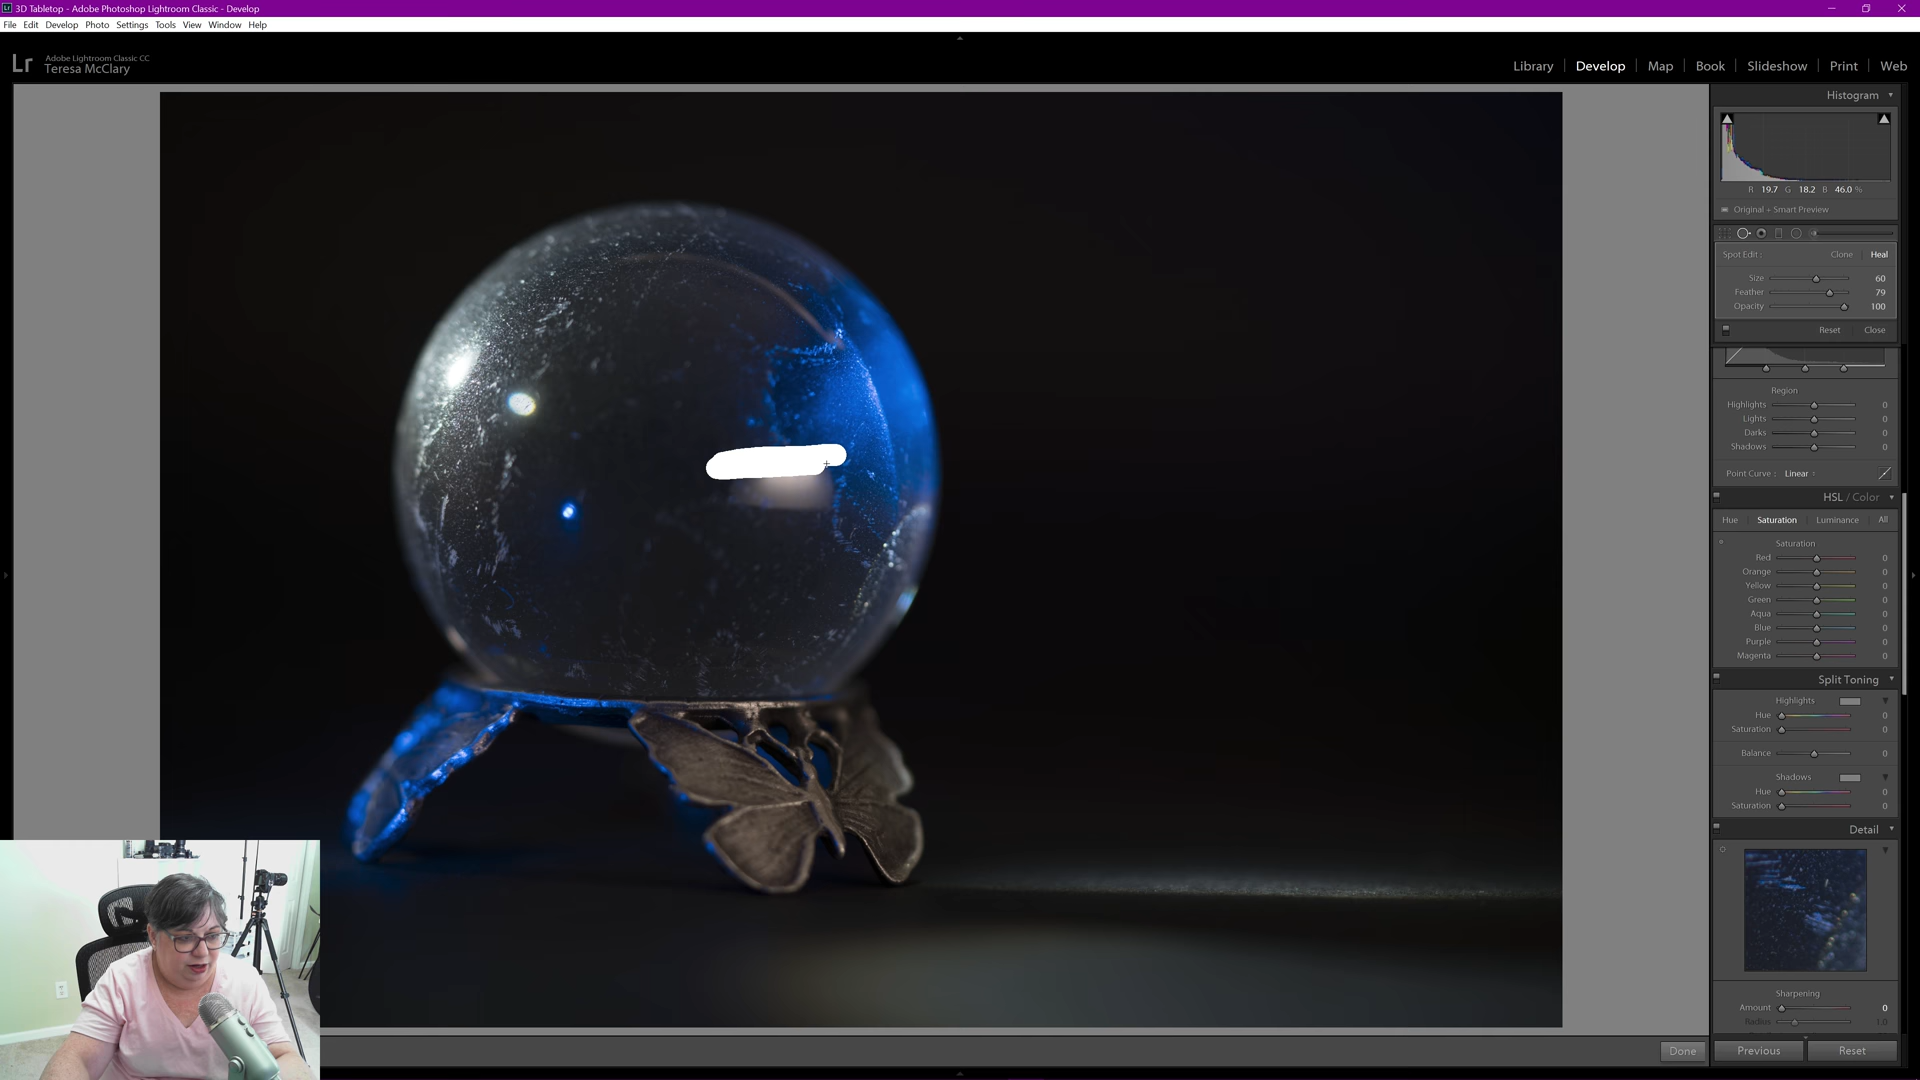 Lr 3D Tabletop - Adobe Photoshop Lightroom Classic - Develop
File Edit Develop Photo Settings Tools View Window Help
Lr Adobe Lightroom Classic CC
Teresa McClary
Library Develop Map Book Slideshow Print Web
Histogram
R 19.7 G 18.2 B 46.0 %
Original + Smart Preview
Spot Edit : Clone Heal
Size 60
Feather 79
Opacity 100
Reset Close
Region
Highlights 0
Lights 0
Darks 0
Shadows 0
Point Curve : Linear
HSL / Color
Hue Saturation Luminance All
Saturation
Red 0
Orange 0
Yellow 0
Green 0
Aqua 0
Blue 0
Purple 0
Magenta 0
Split Toning
Highlights
Hue 0
Saturation 0
Balance 0
Shadows
Hue 0
Saturation 0
Detail
Sharpening
Amount 0
Radius 1.0
Done Previous Reset